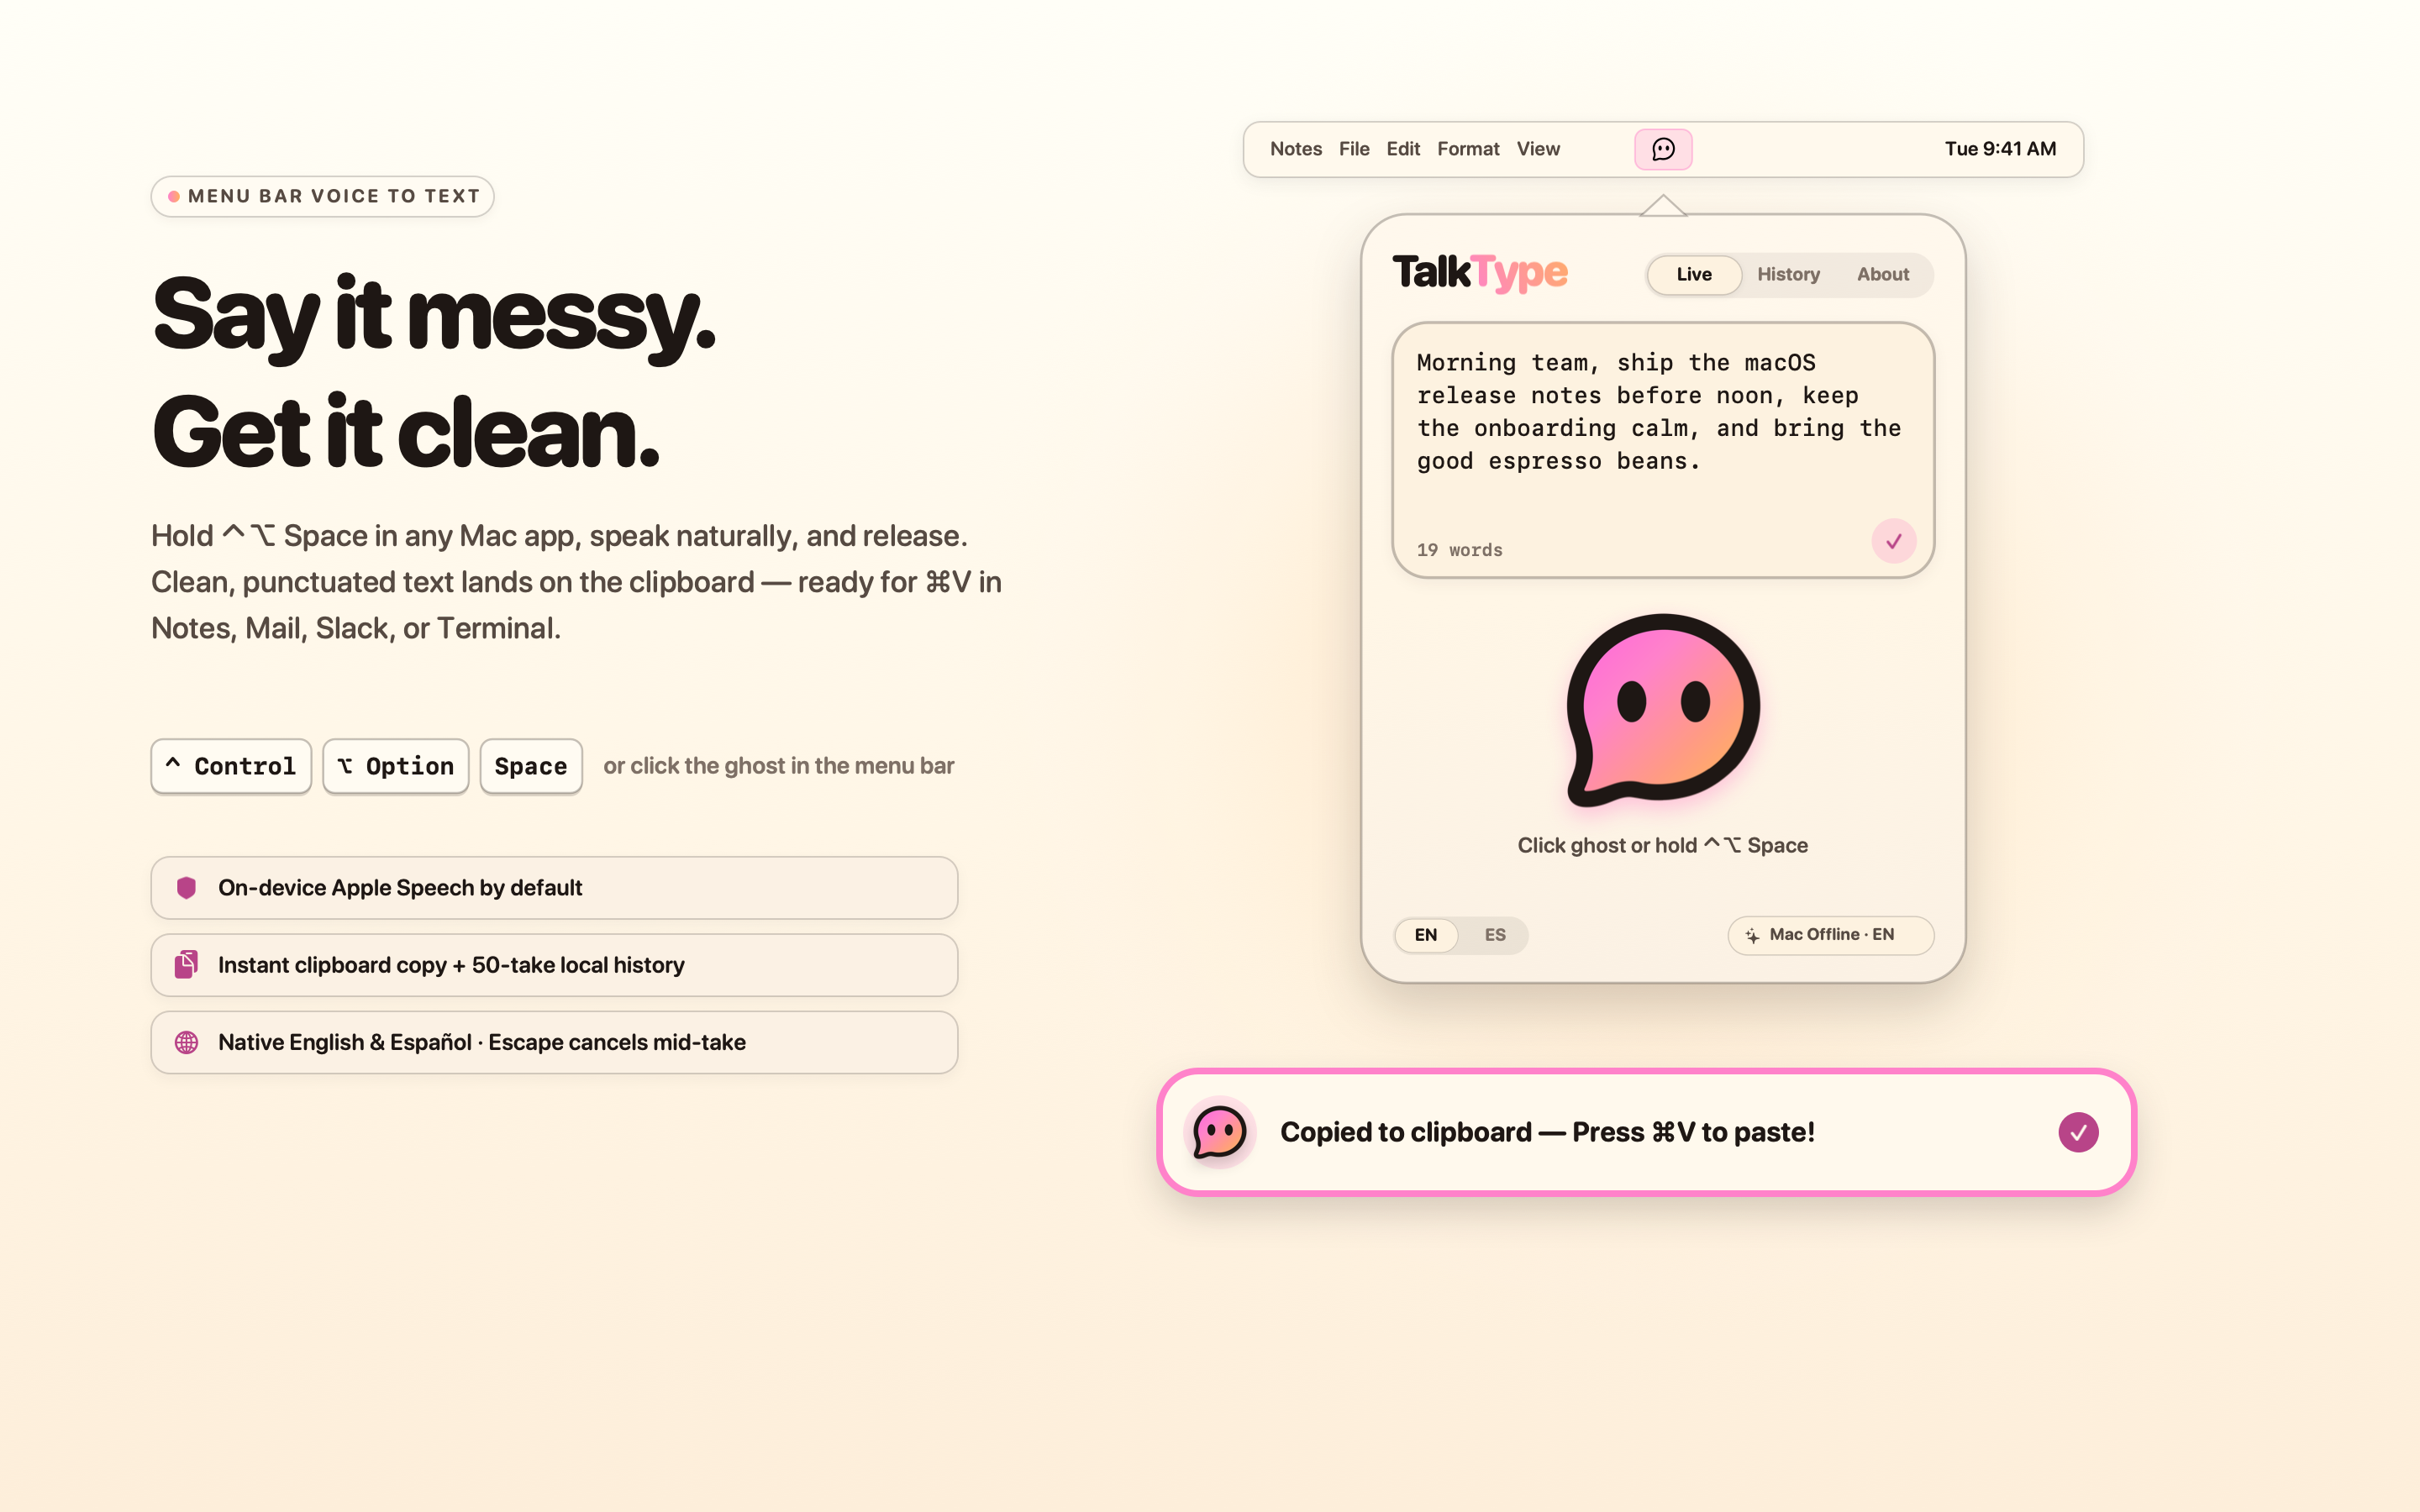 MENU BAR VOICE TO TEXT
Say it messy.
Get it clean.
Hold ⌃⌥ Space in any Mac app, speak naturally, and release.
Clean, punctuated text lands on the clipboard — ready for ⌘V in
Notes, Mail, Slack, or Terminal.
⌃ Control ⌥ Option Space or click the ghost in the menu bar
On-device Apple Speech by default
Instant clipboard copy + 50-take local history
Native English & Español · Escape cancels mid-take
Notes File Edit Format View Tue 9:41 AM
TalkType Live History About
Morning team, ship the macOS
release notes before noon, keep
the onboarding calm, and bring the
good espresso beans.
19 words
Click ghost or hold ⌃⌥ Space
EN ES Mac Offline · EN
Copied to clipboard — Press ⌘V to paste!